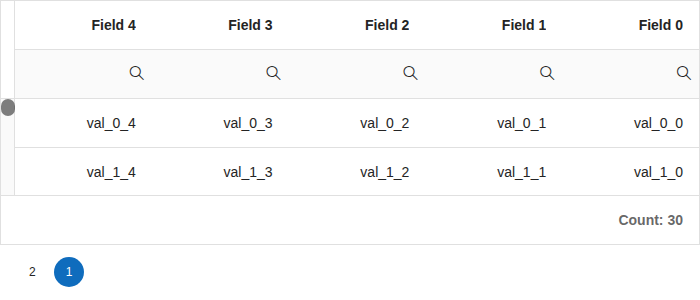 Field 4 Field 3 Field 2 Field 1 Field 0
val_0_4 val_0_3 val_0_2 val_0_1 val_0_0
val_1_4 val_1_3 val_1_2 val_1_1 val_1_0
Count: 30
2 1